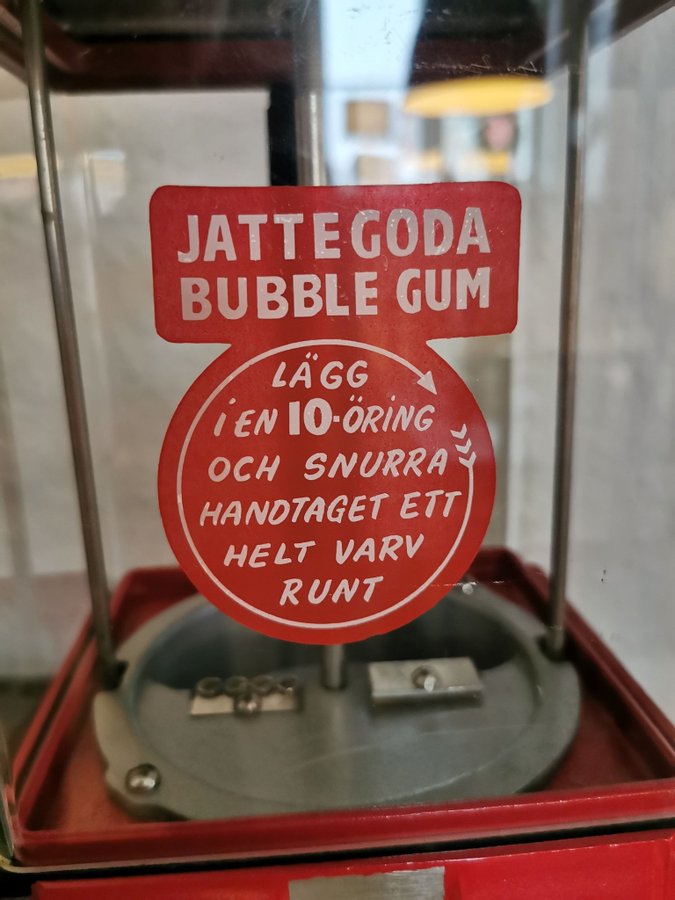 JATTEGODA
BUBBLE GUM
LÄGG
i EN 10-ÖRING
OCH SNURRA
HANDTAGET ETT
HELT VARV
RUNT